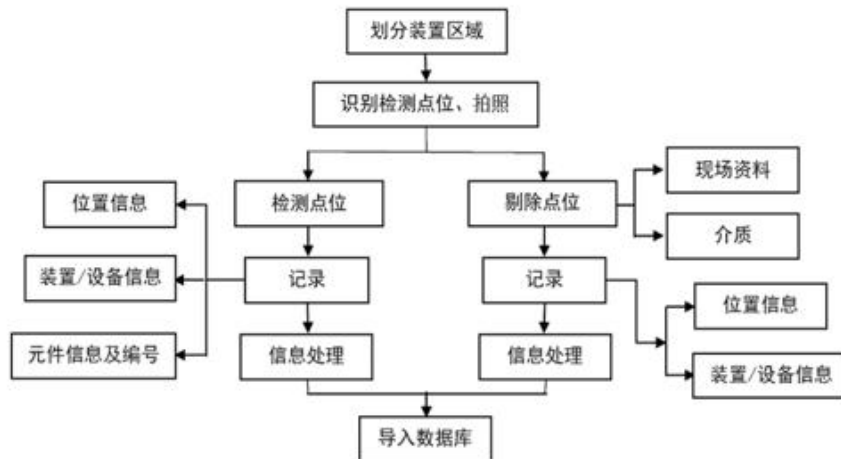 划分装置区域
识别检测点位、拍照
现场资料
位置信息
检测点位
剔除点位
介质
装置/设备信息
记录
记录
位置信息
元件信息及编号
信息处理
信息处理
装置/设备信息
导入数据库